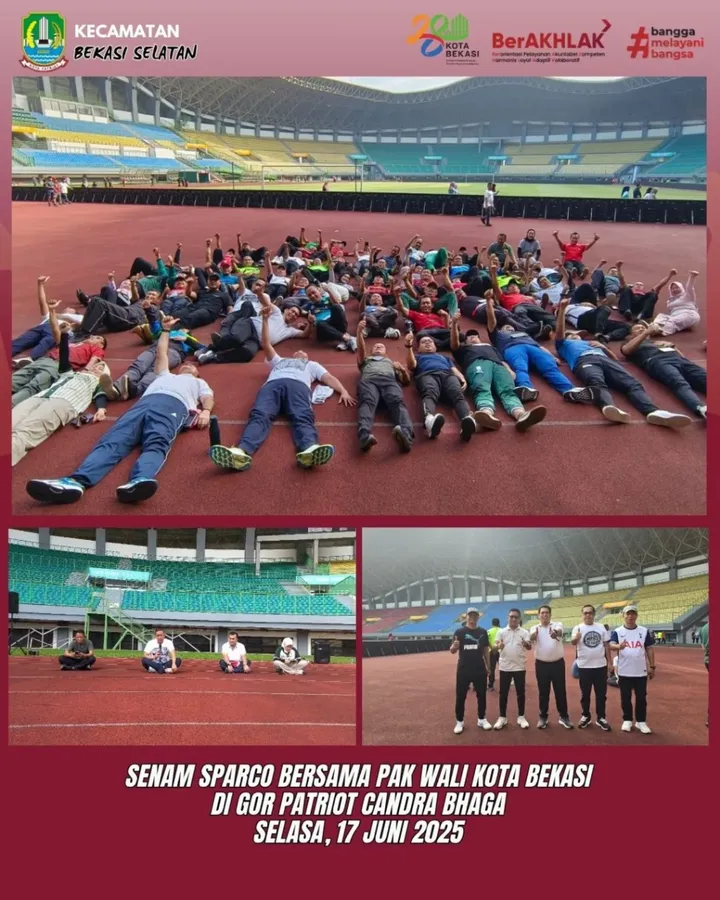 KECAMATAN
BEKASI SELATAN
28
KOTA
BEKASI
BerAKHLAK
#bangga
melayani
bangsa
PUMA
AIA
SENAM SPARCO BERSAMA PAK WALI KOTA BEKASI
DI GOR PATRIOT CANDRA BHAGA
SELASA, 17 JUNI 2025